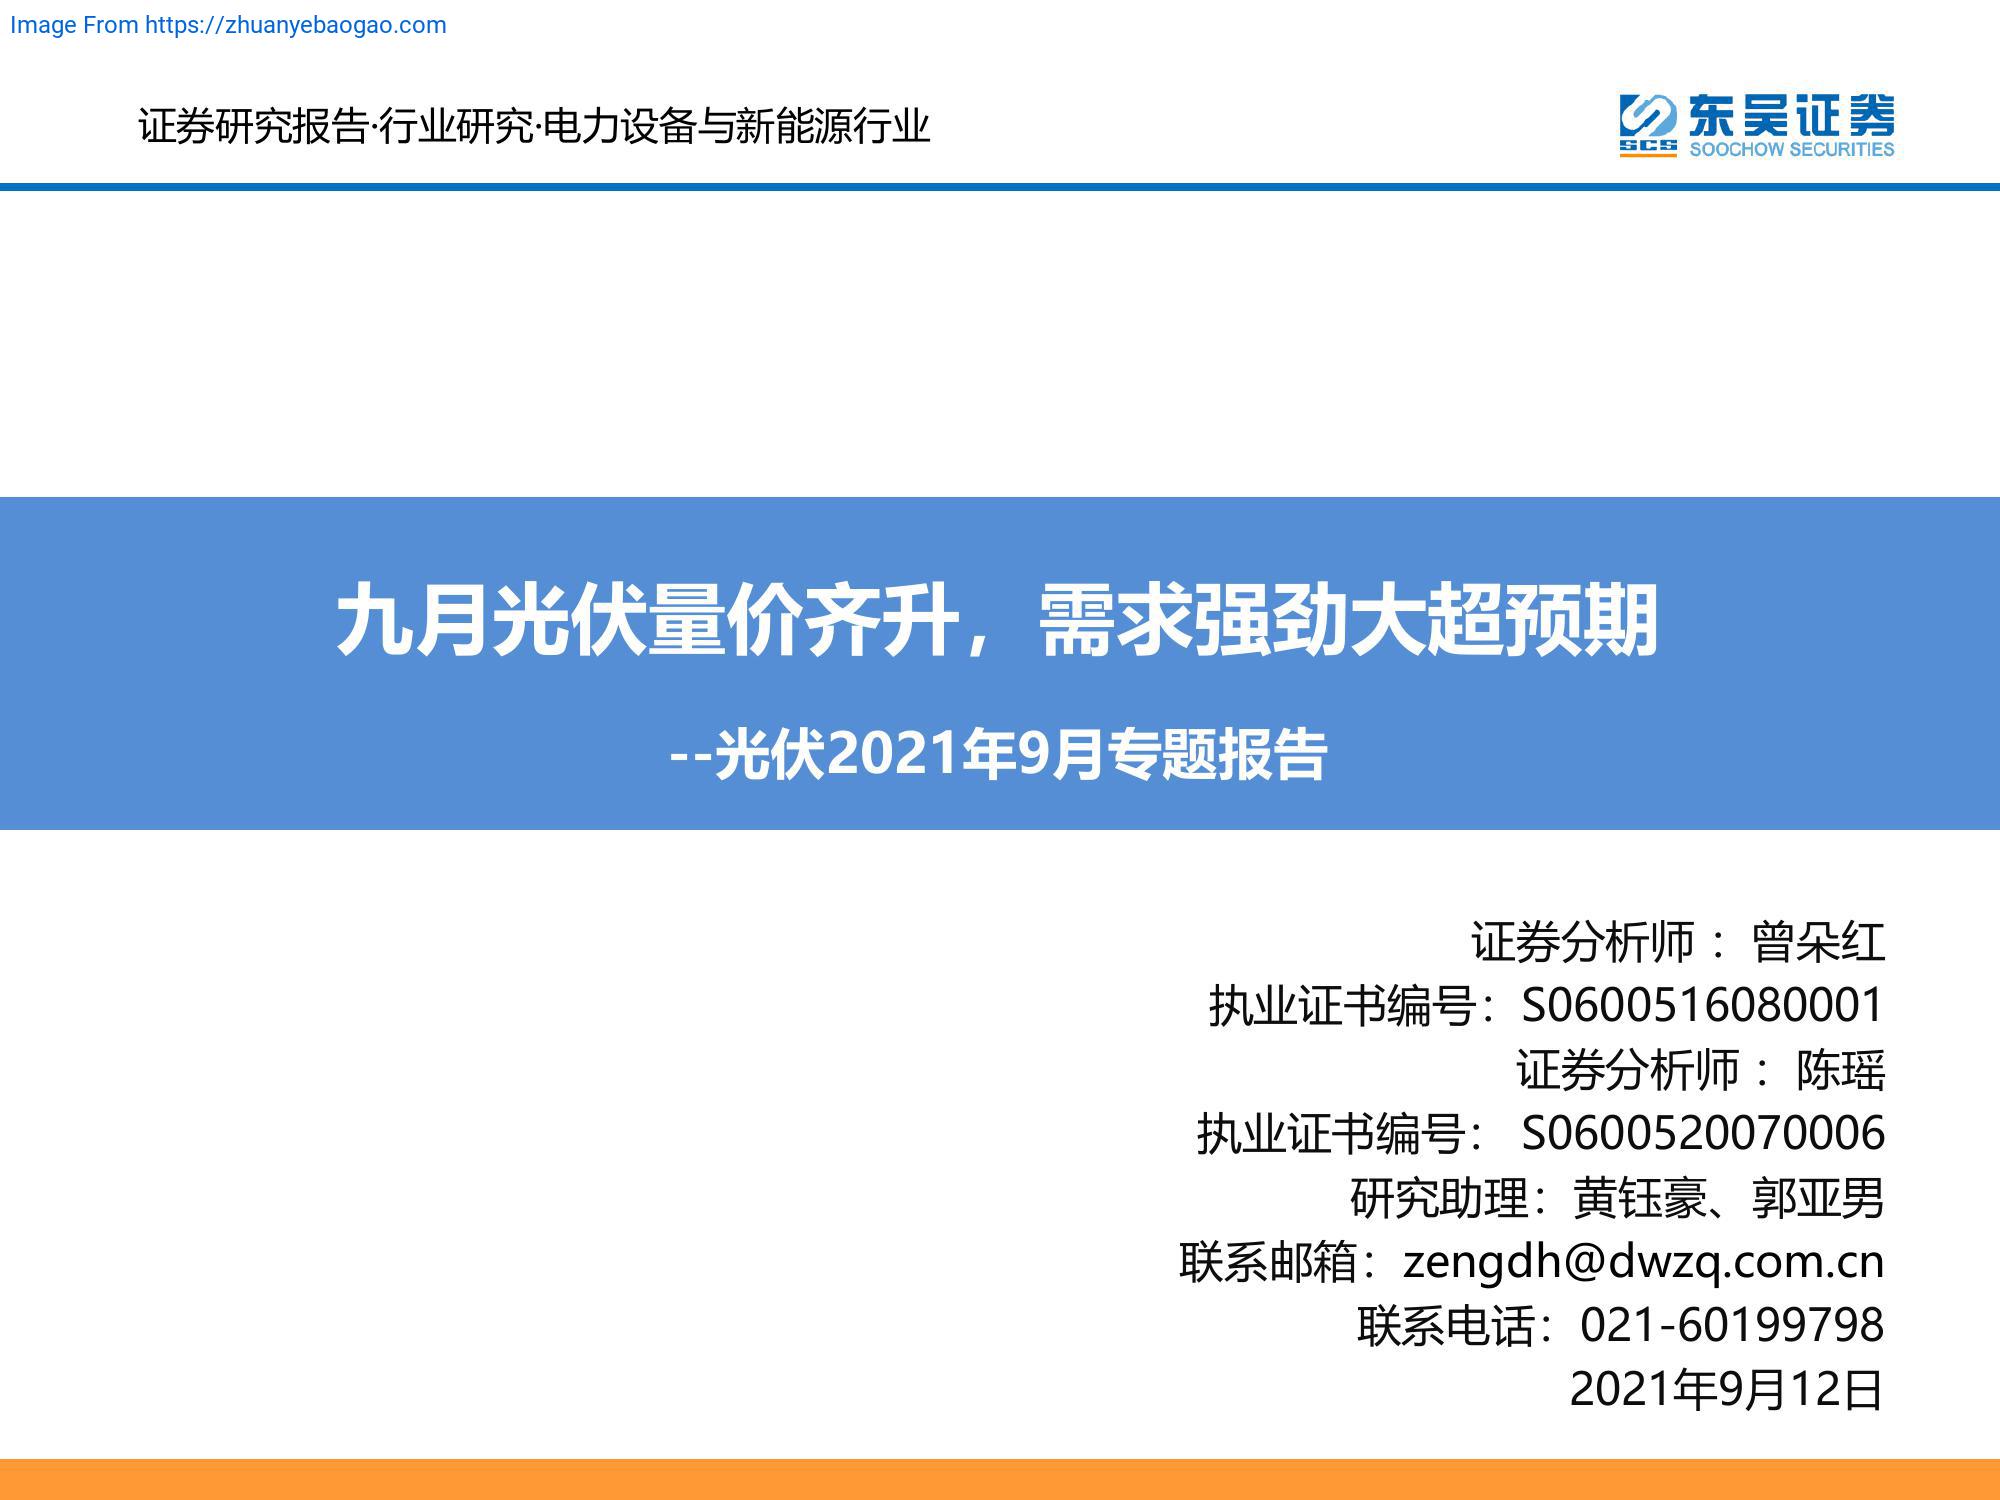 Image From https://zhuanyebaogao.com
证券研究报告·行业研究·电力设备与新能源行业
东吴证券
SCS
SOOCHOW SECURITIES
九月光伏量价齐升，需求强劲大超预期
--光伏2021年9月专题报告
证券分析师 ：曾朵红
执业证书编号：S0600516080001
证券分析师 ：陈瑶
执业证书编号： S0600520070006
研究助理：黄钰豪、郭亚男
联系邮箱：zengdh@dwzq.com.cn
联系电话：021-60199798
2021年9月12日